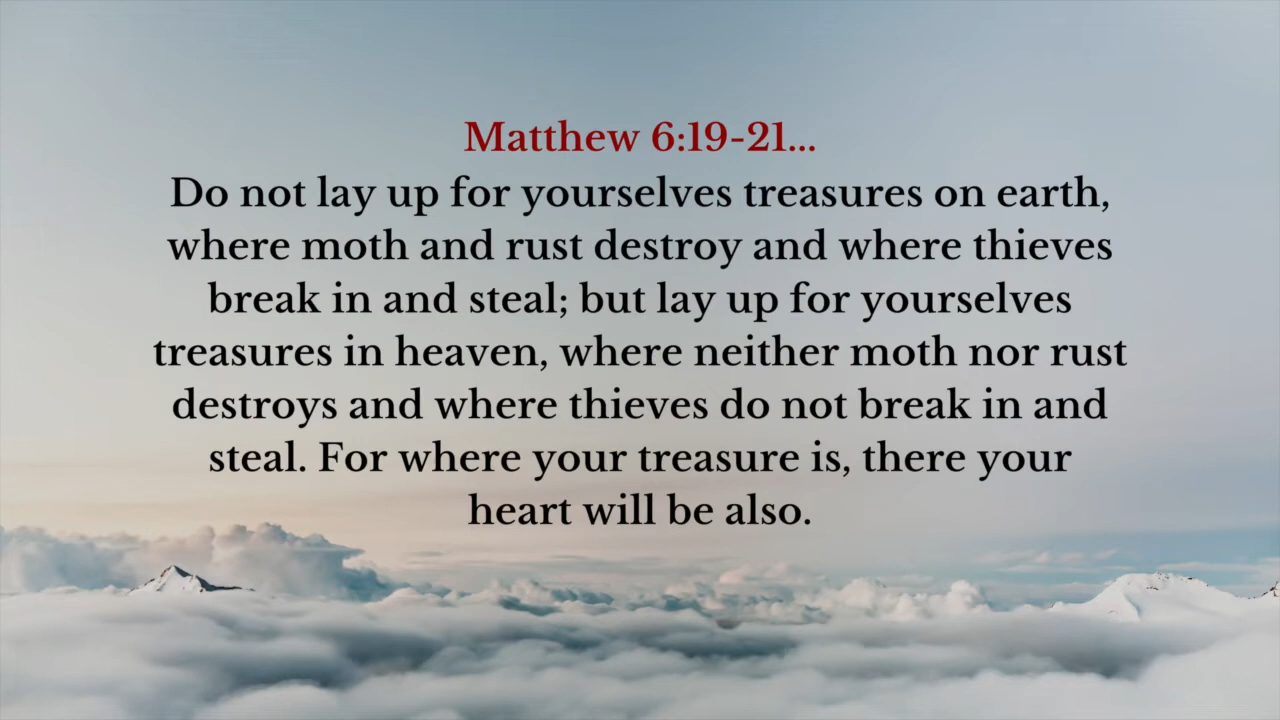 Matthew 6:19-21...
Do not lay up for yourselves treasures on earth,
where moth and rust destroy and where thieves
break in and steal; but lay up for yourselves
treasures in heaven, where neither moth nor rust
destroys and where thieves do not break in and
steal. For where your treasure is, there your
heart will be also.